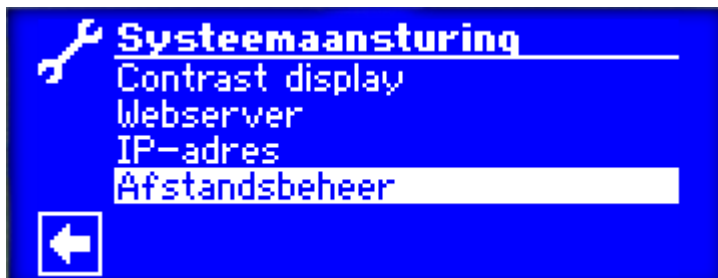 Systeemaansturing
Contrast display
Webserver
IP-adres
Afstandsbeheer